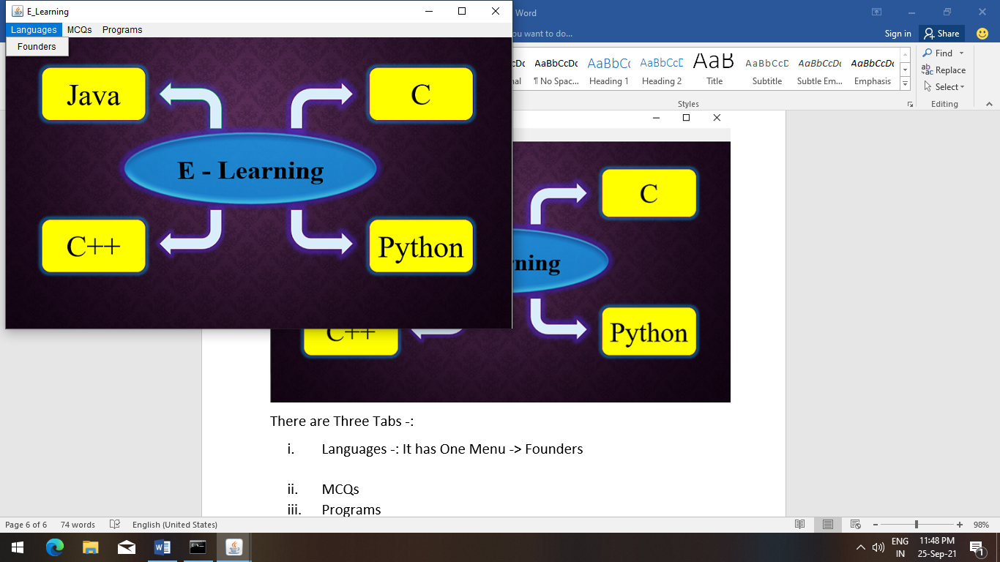 E_Learning
Languages MCQs Programs
Founders
Java
C
E - Learning
C++
Python
Word
ou want to do...
Sign in
Share
AaBbCcDc
AaBbCc
AaBbCcD
AaB
AaBbCcD
AaBbCcDc
AaBbCcDc
¶ No Spac...
Heading 1
Heading 2
Title
Subtitle
Subtle Em...
Emphasis
Styles
Find
Replace
Select
Editing
C
ning
C++
Python
There are Three Tabs -:
i. Languages -: It has One Menu -> Founders
ii. MCQs
iii. Programs
Page 6 of 6 74 words English (United States) 98%
ENG 11:48 PM
IN 25-Sep-21
1